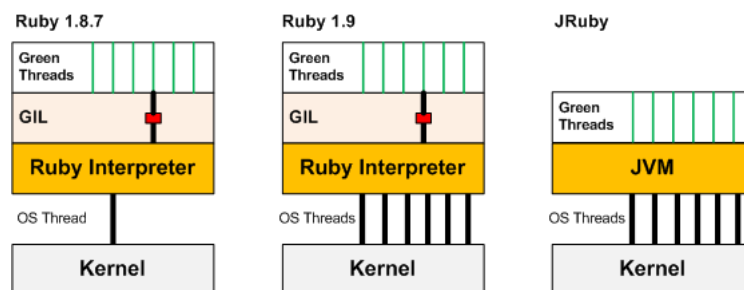 Ruby 1.8.7
Green
Threads
GIL
Ruby Interpreter
OS Thread
Kernel
Ruby 1.9
Green
Threads
GIL
Ruby Interpreter
OS Threads
Kernel
JRuby
Green
Threads
JVM
OS Threads
Kernel